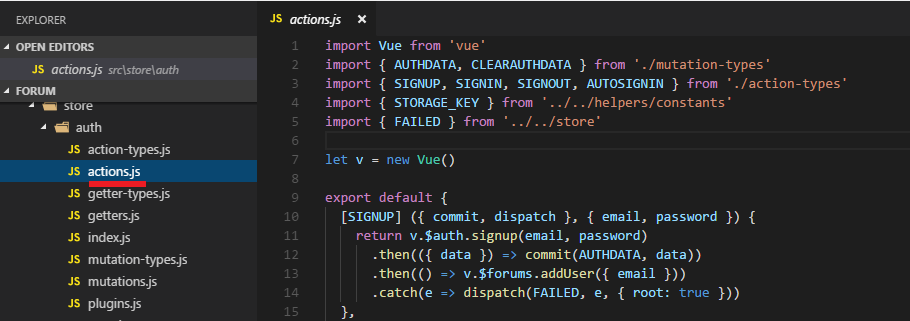 EXPLORER
OPEN EDITORS
JS actions.js src\store\auth
FORUM
store
auth
JS action-types.js
JS actions.js
JS getter-types.js
JS getters.js
JS index.js
JS mutation-types.js
JS mutations.js
JS plugins.js
JS actions.js ×
1 import Vue from 'vue'
2 import { AUTHDATA, CLEARAUTHDATA } from './mutation-types'
3 import { SIGNUP, SIGNIN, SIGNOUT, AUTOSIGNIN } from './action-types'
4 import { STORAGE_KEY } from '../../helpers/constants'
5 import { FAILED } from '../../store'
6
7 let v = new Vue()
8
9 export default {
10 [SIGNUP] ({ commit, dispatch }, { email, password }) {
11 return v.$auth.signup(email, password)
12 .then(({ data }) => commit(AUTHDATA, data))
13 .then(() => v.$forums.addUser({ email }))
14 .catch(e => dispatch(FAILED, e, { root: true }))
15 },